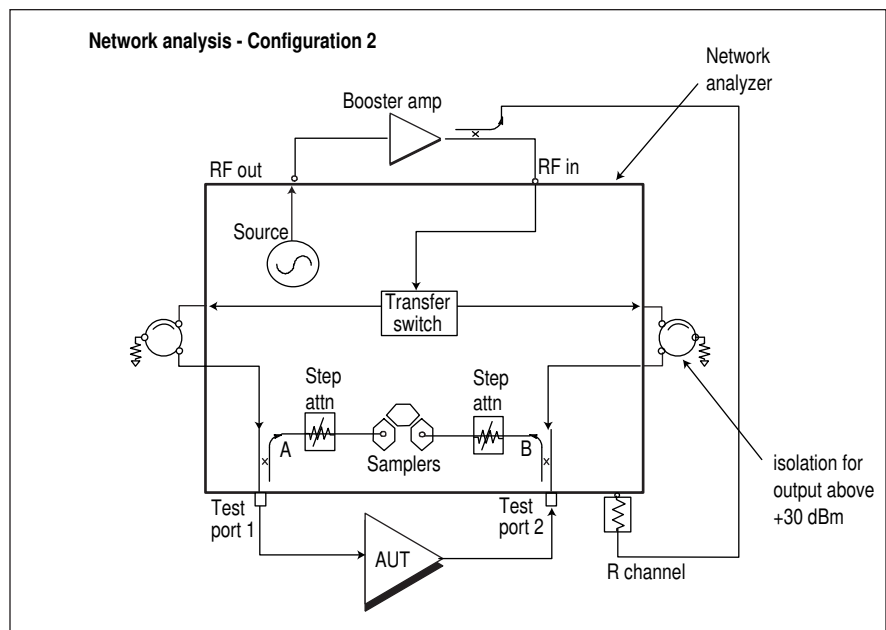 Network analysis - Configuration 2
Network
analyzer
Booster amp
x
RF out
RF in
Source
Transfer
switch
Step
attn
Step
attn
A
B
x
x
Samplers
isolation for
output above
+30 dBm
Test
port 1
Test
port 2
AUT
R channel